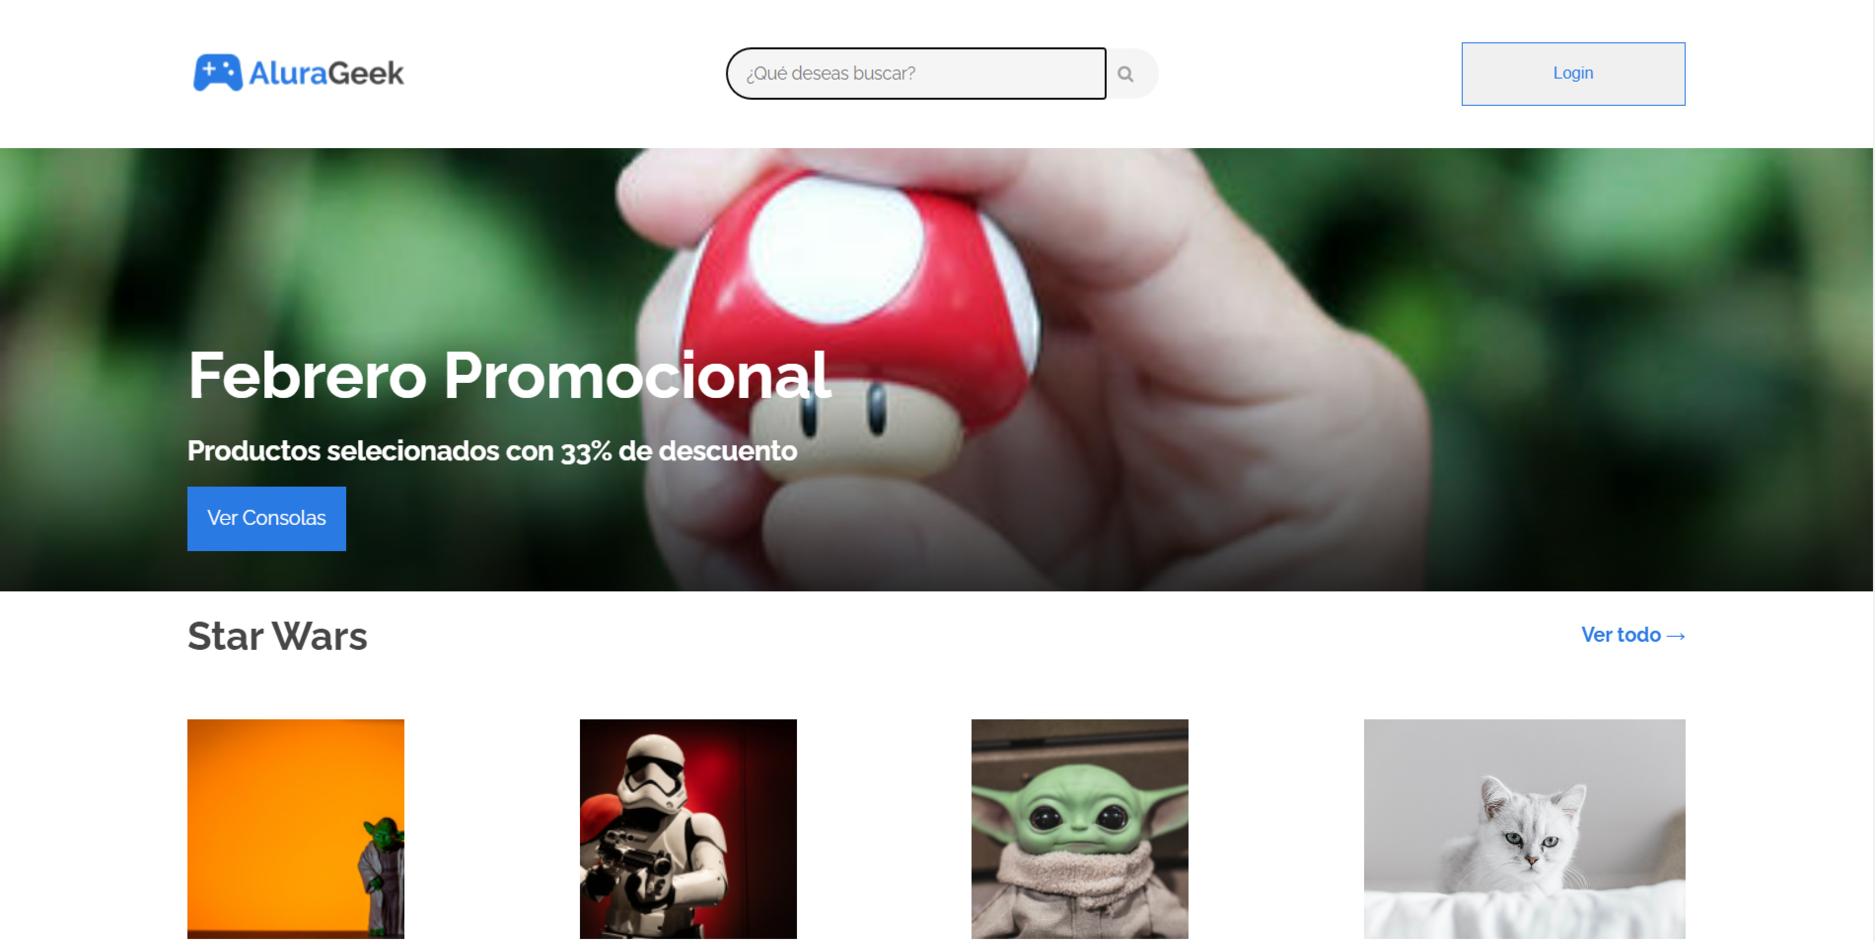 AluraGeek
¿Qué deseas buscar?
Login
Febrero Promocional
Productos selecionados con 33% de descuento
Ver Consolas
Star Wars
Ver todo →